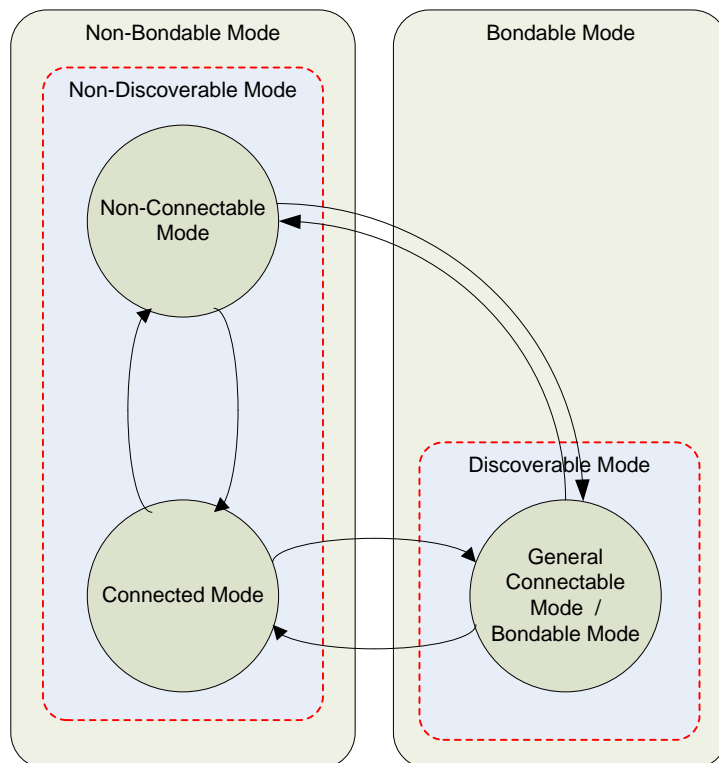 Non-Bondable Mode
Bondable Mode
Non-Discoverable Mode
Non-Connectable
Mode
Discoverable Mode
Connected Mode
General
Connectable
Mode /
Bondable Mode